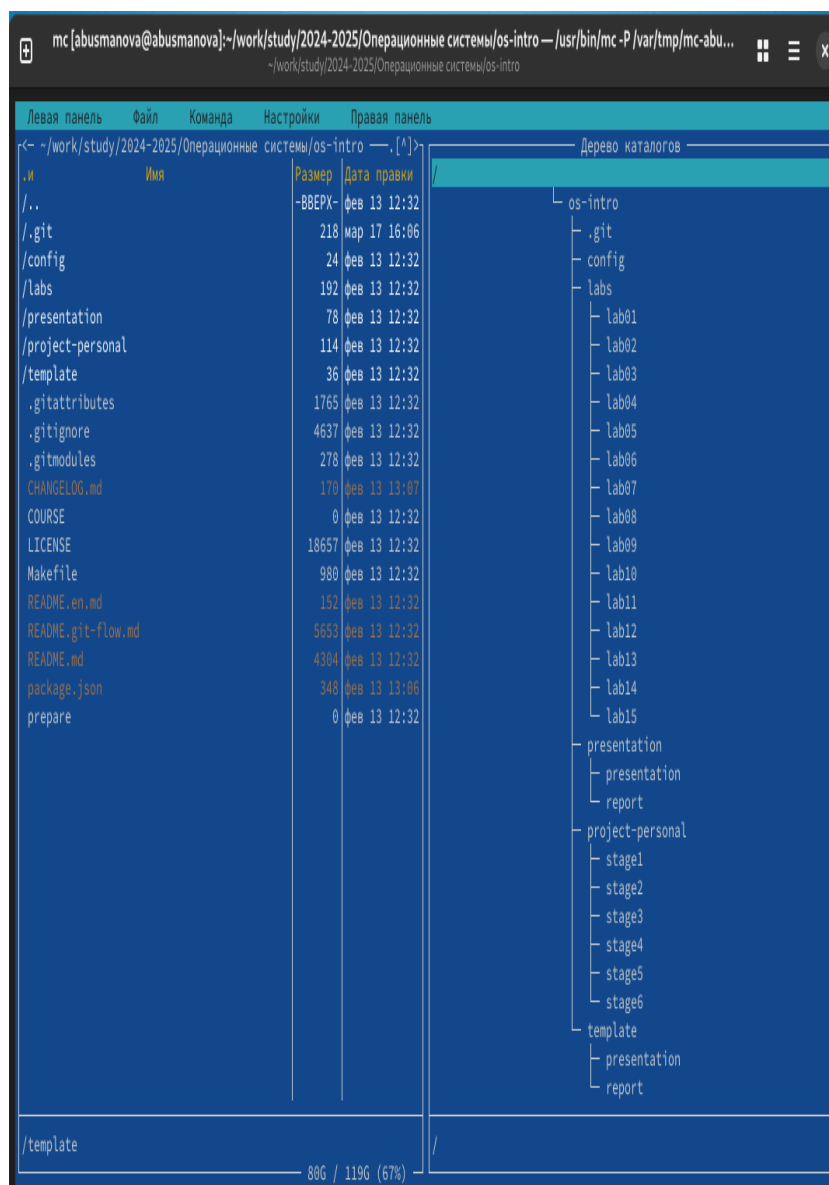 mc [abusmanova@abusmanova]:~/work/study/2024-2025/Операционные системы/os-intro — /usr/bin/mc -P /var/tmp/mc-abu...
~/work/study/2024-2025/Операционные системы/os-intro
Левая панель Файл Команда Настройки Правая панель
<- ~/work/study/2024-2025/Операционные системы/os-intro —.[^]>
.и Имя Размер Дата правки
/.. -ВВЕРХ- фев 13 12:32
/.git 218 мар 17 16:06
/config 24 фев 13 12:32
/labs 192 фев 13 12:32
/presentation 78 фев 13 12:32
/project-personal 114 фев 13 12:32
/template 36 фев 13 12:32
.gitattributes 1765 фев 13 12:32
.gitignore 4637 фев 13 12:32
.gitmodules 278 фев 13 12:32
CHANGELOG.md 170 фев 13 13:07
COURSE 0 фев 13 12:32
LICENSE 18657 фев 13 12:32
Makefile 980 фев 13 12:32
README.en.md 152 фев 13 12:32
README.git-flow.md 5653 фев 13 12:32
README.md 4304 фев 13 12:32
package.json 348 фев 13 13:06
prepare 0 фев 13 12:32
/template
80G / 119G (67%)
Дерево каталогов
/
os-intro
.git
config
labs
lab01
lab02
lab03
lab04
lab05
lab06
lab07
lab08
lab09
lab10
lab11
lab12
lab13
lab14
lab15
presentation
presentation
report
project-personal
stage1
stage2
stage3
stage4
stage5
stage6
template
presentation
report
/